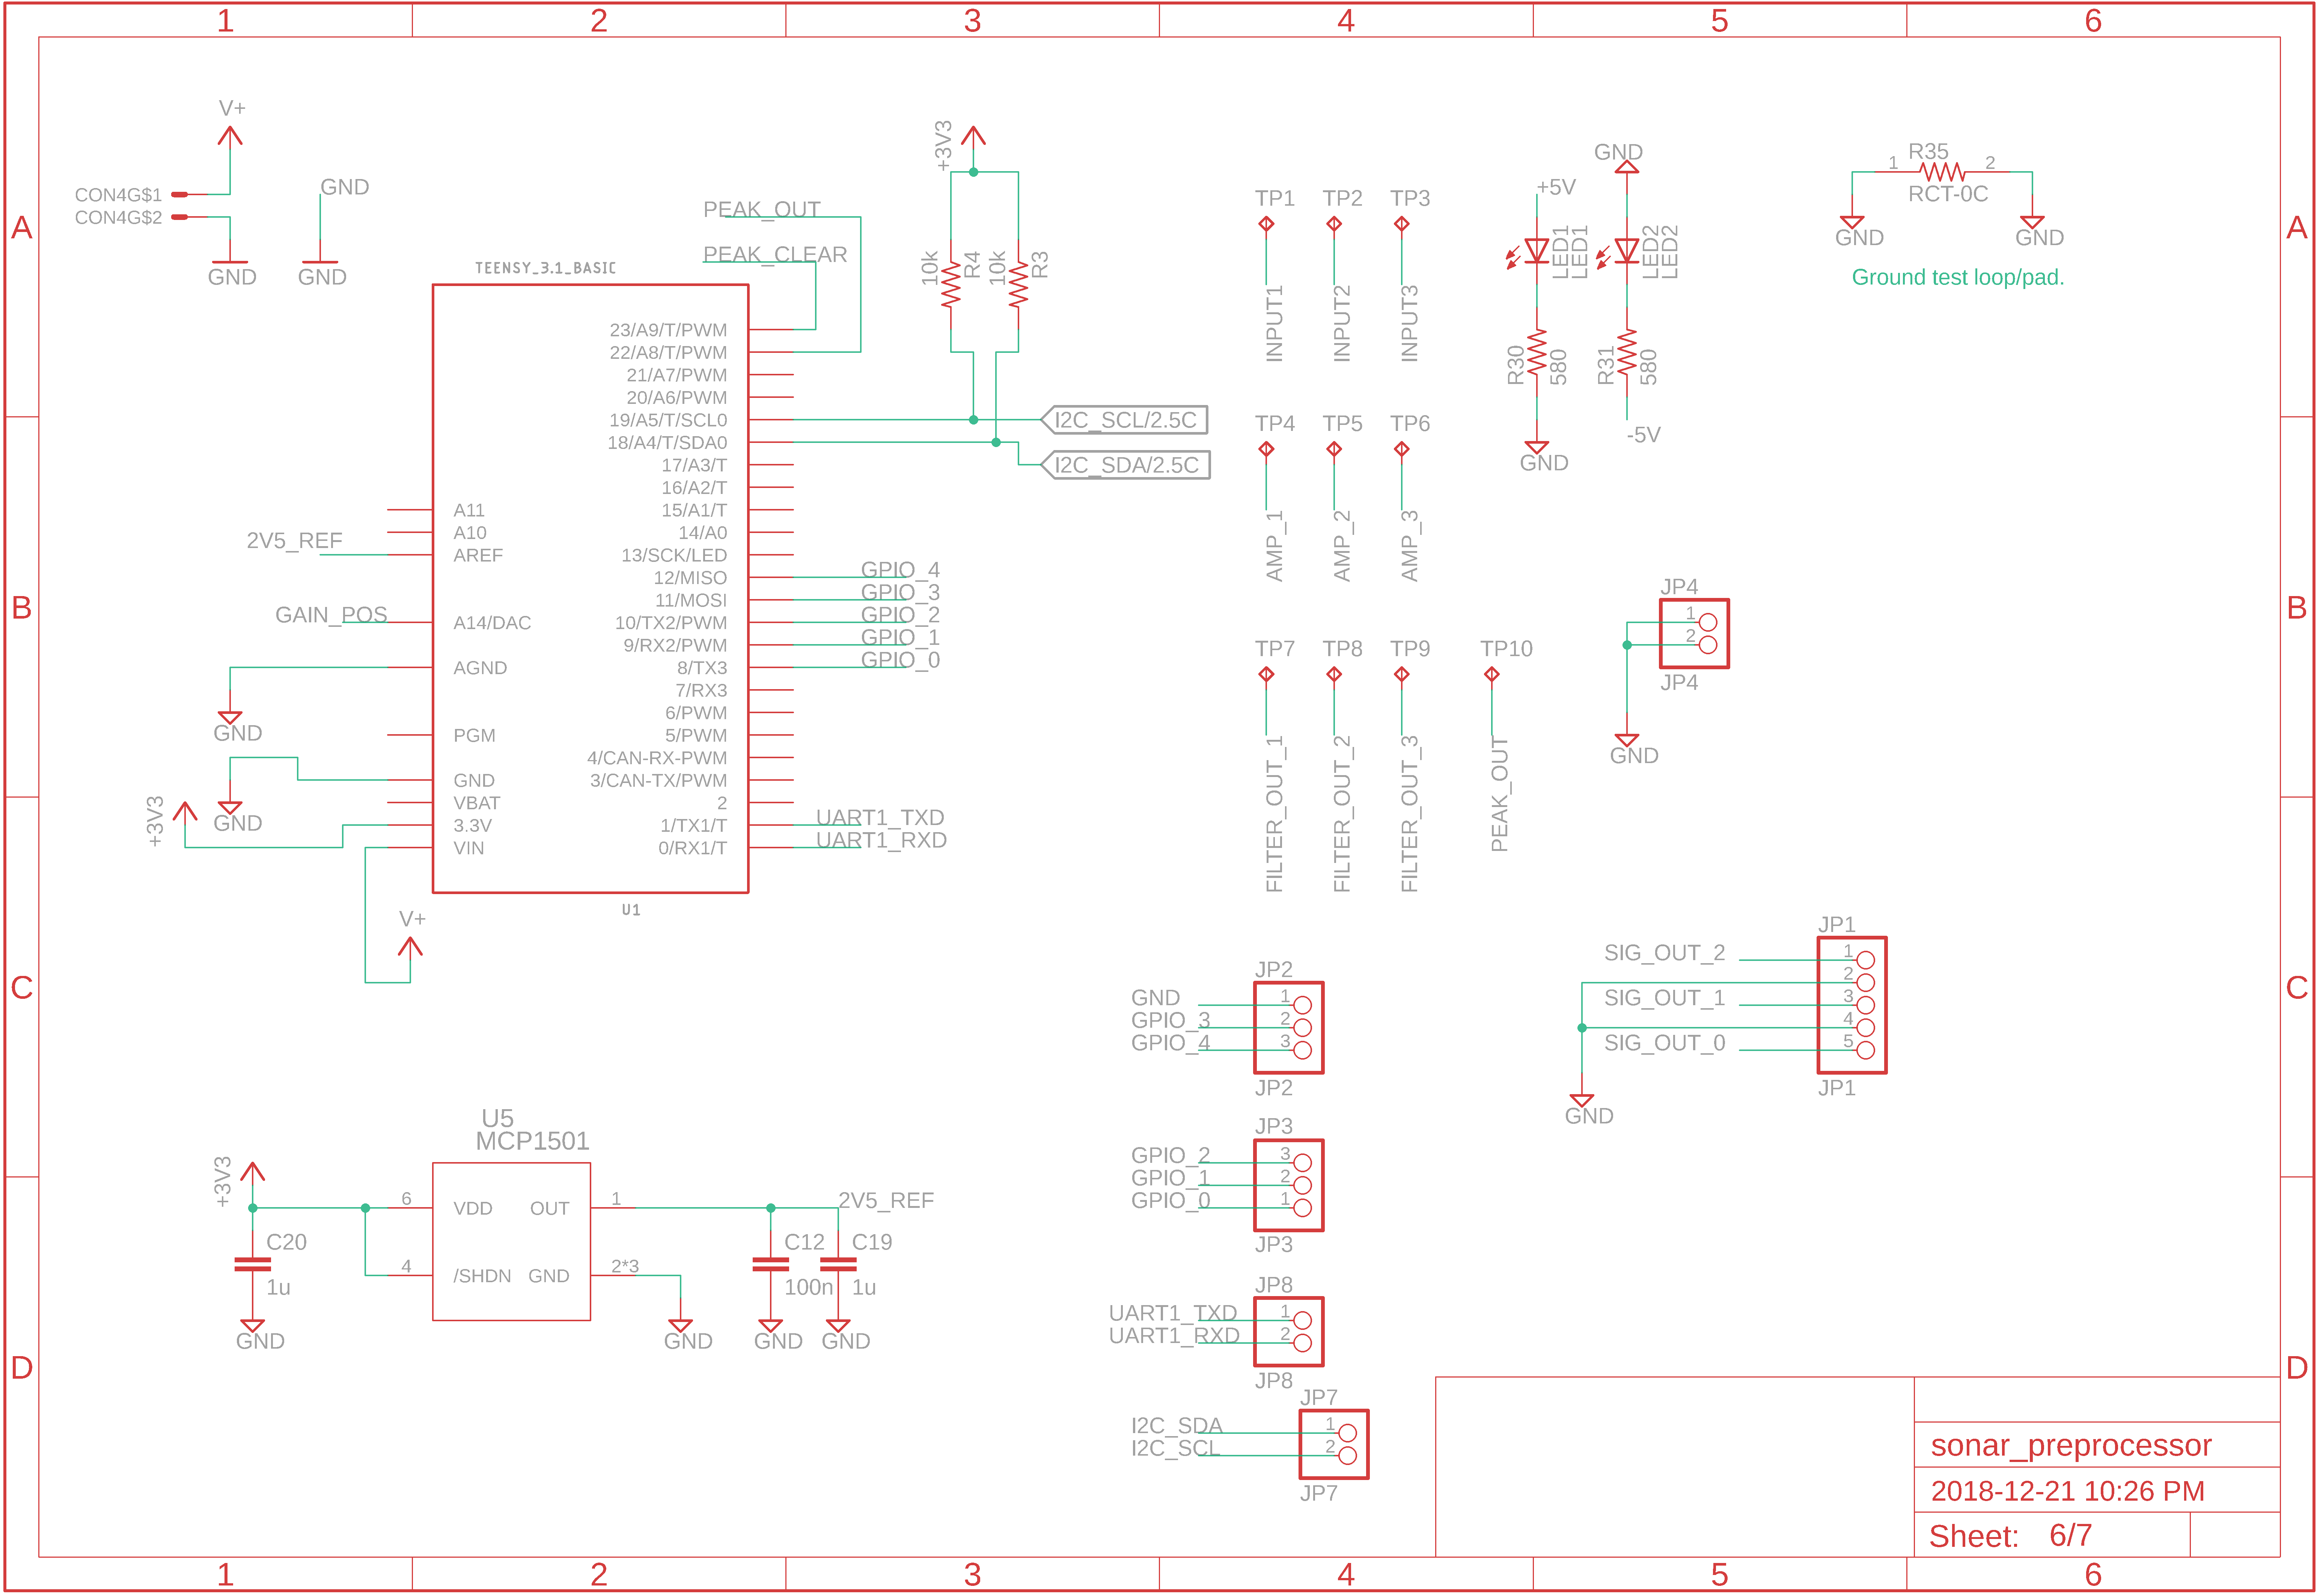 1 2 3 4 5 6
A
B
C
D
A
B
C
D
1 2 3 4 5 6
V+
CON4G$1
CON4G$2
GND
GND
GND
TEENSY_3.1_BASIC
PEAK_OUT
PEAK_CLEAR
23/A9/T/PWM
22/A8/T/PWM
21/A7/PWM
20/A6/PWM
19/A5/T/SCL0
18/A4/T/SDA0
17/A3/T
16/A2/T
15/A1/T
14/A0
13/SCK/LED
12/MISO
11/MOSI
10/TX2/PWM
9/RX2/PWM
8/TX3
7/RX3
6/PWM
5/PWM
4/CAN-RX-PWM
3/CAN-TX/PWM
2
1/TX1/T
0/RX1/T
A11
A10
AREF
A14/DAC
AGND
PGM
GND
VBAT
3.3V
VIN
2V5_REF
GAIN_POS
GND
GND
+3V3
V+
U1
GPIO_4
GPIO_3
GPIO_2
GPIO_1
GPIO_0
UART1_TXD
UART1_RXD
+3V3
10k
R4
10k
R3
I2C_SCL/2.5C
I2C_SDA/2.5C
TP1
TP2
TP3
INPUT1
INPUT2
INPUT3
TP4
TP5
TP6
AMP_1
AMP_2
AMP_3
TP7
TP8
TP9
TP10
FILTER_OUT_1
FILTER_OUT_2
FILTER_OUT_3
PEAK_OUT
+5V
LED1
LED1
R30
580
GND
GND
LED2
LED2
R31
580
-5V
R35
1
2
RCT-0C
GND
GND
Ground test loop/pad.
JP4
1
2
JP4
GND
JP1
SIG_OUT_2
SIG_OUT_1
SIG_OUT_0
1
2
3
4
5
JP1
GND
JP2
GND
GPIO_3
GPIO_4
1
2
3
JP2
JP3
GPIO_2
GPIO_1
GPIO_0
3
2
1
JP3
JP8
UART1_TXD
UART1_RXD
1
2
JP8
JP7
I2C_SDA
I2C_SCL
1
2
JP7
U5
MCP1501
+3V3
6
4
VDD
/SHDN
OUT
GND
1
2*3
2V5_REF
C20
1u
C12
100n
C19
1u
GND
GND
GND
GND
sonar_preprocessor
2018-12-21 10:26 PM
Sheet: 6/7